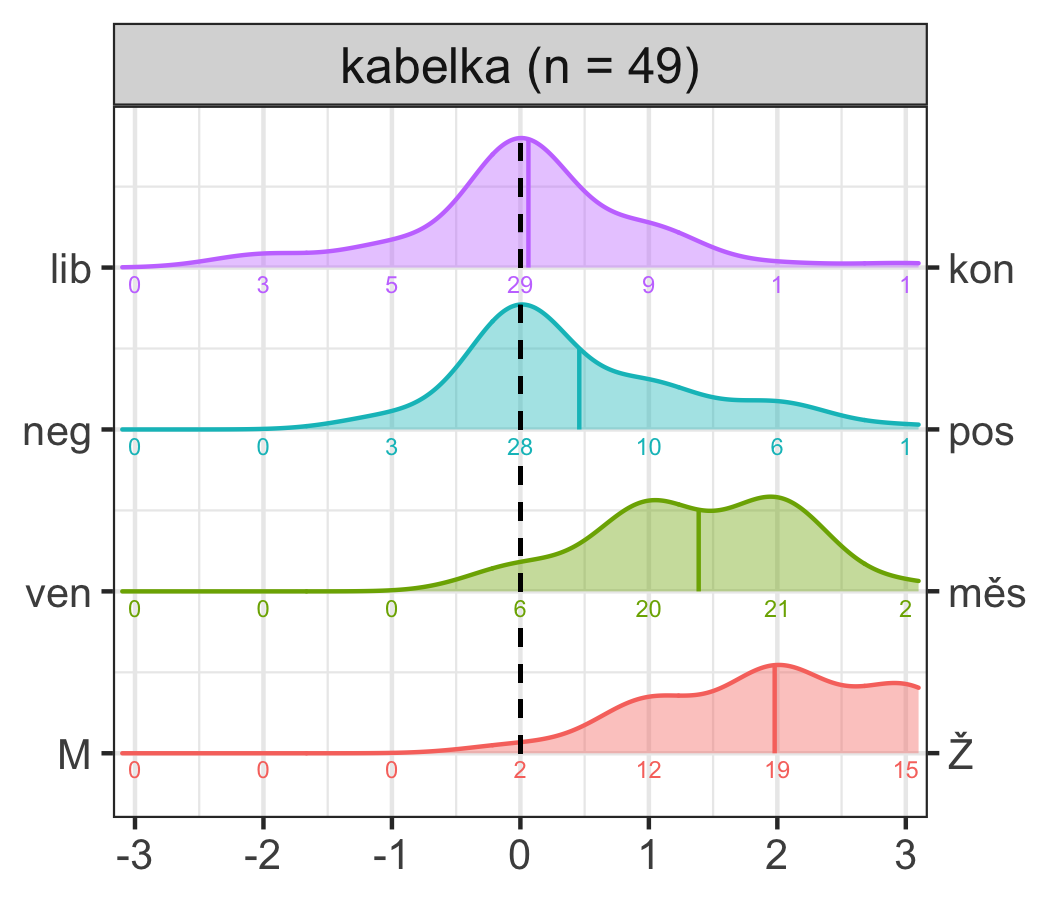 kabelka (n = 49)
lib kon
0 3 5 29 9 1 1
neg pos
0 0 3 28 10 6 1
ven měs
0 0 0 6 20 21 2
M Ž
0 0 0 2 12 19 15
-3 -2 -1 0 1 2 3